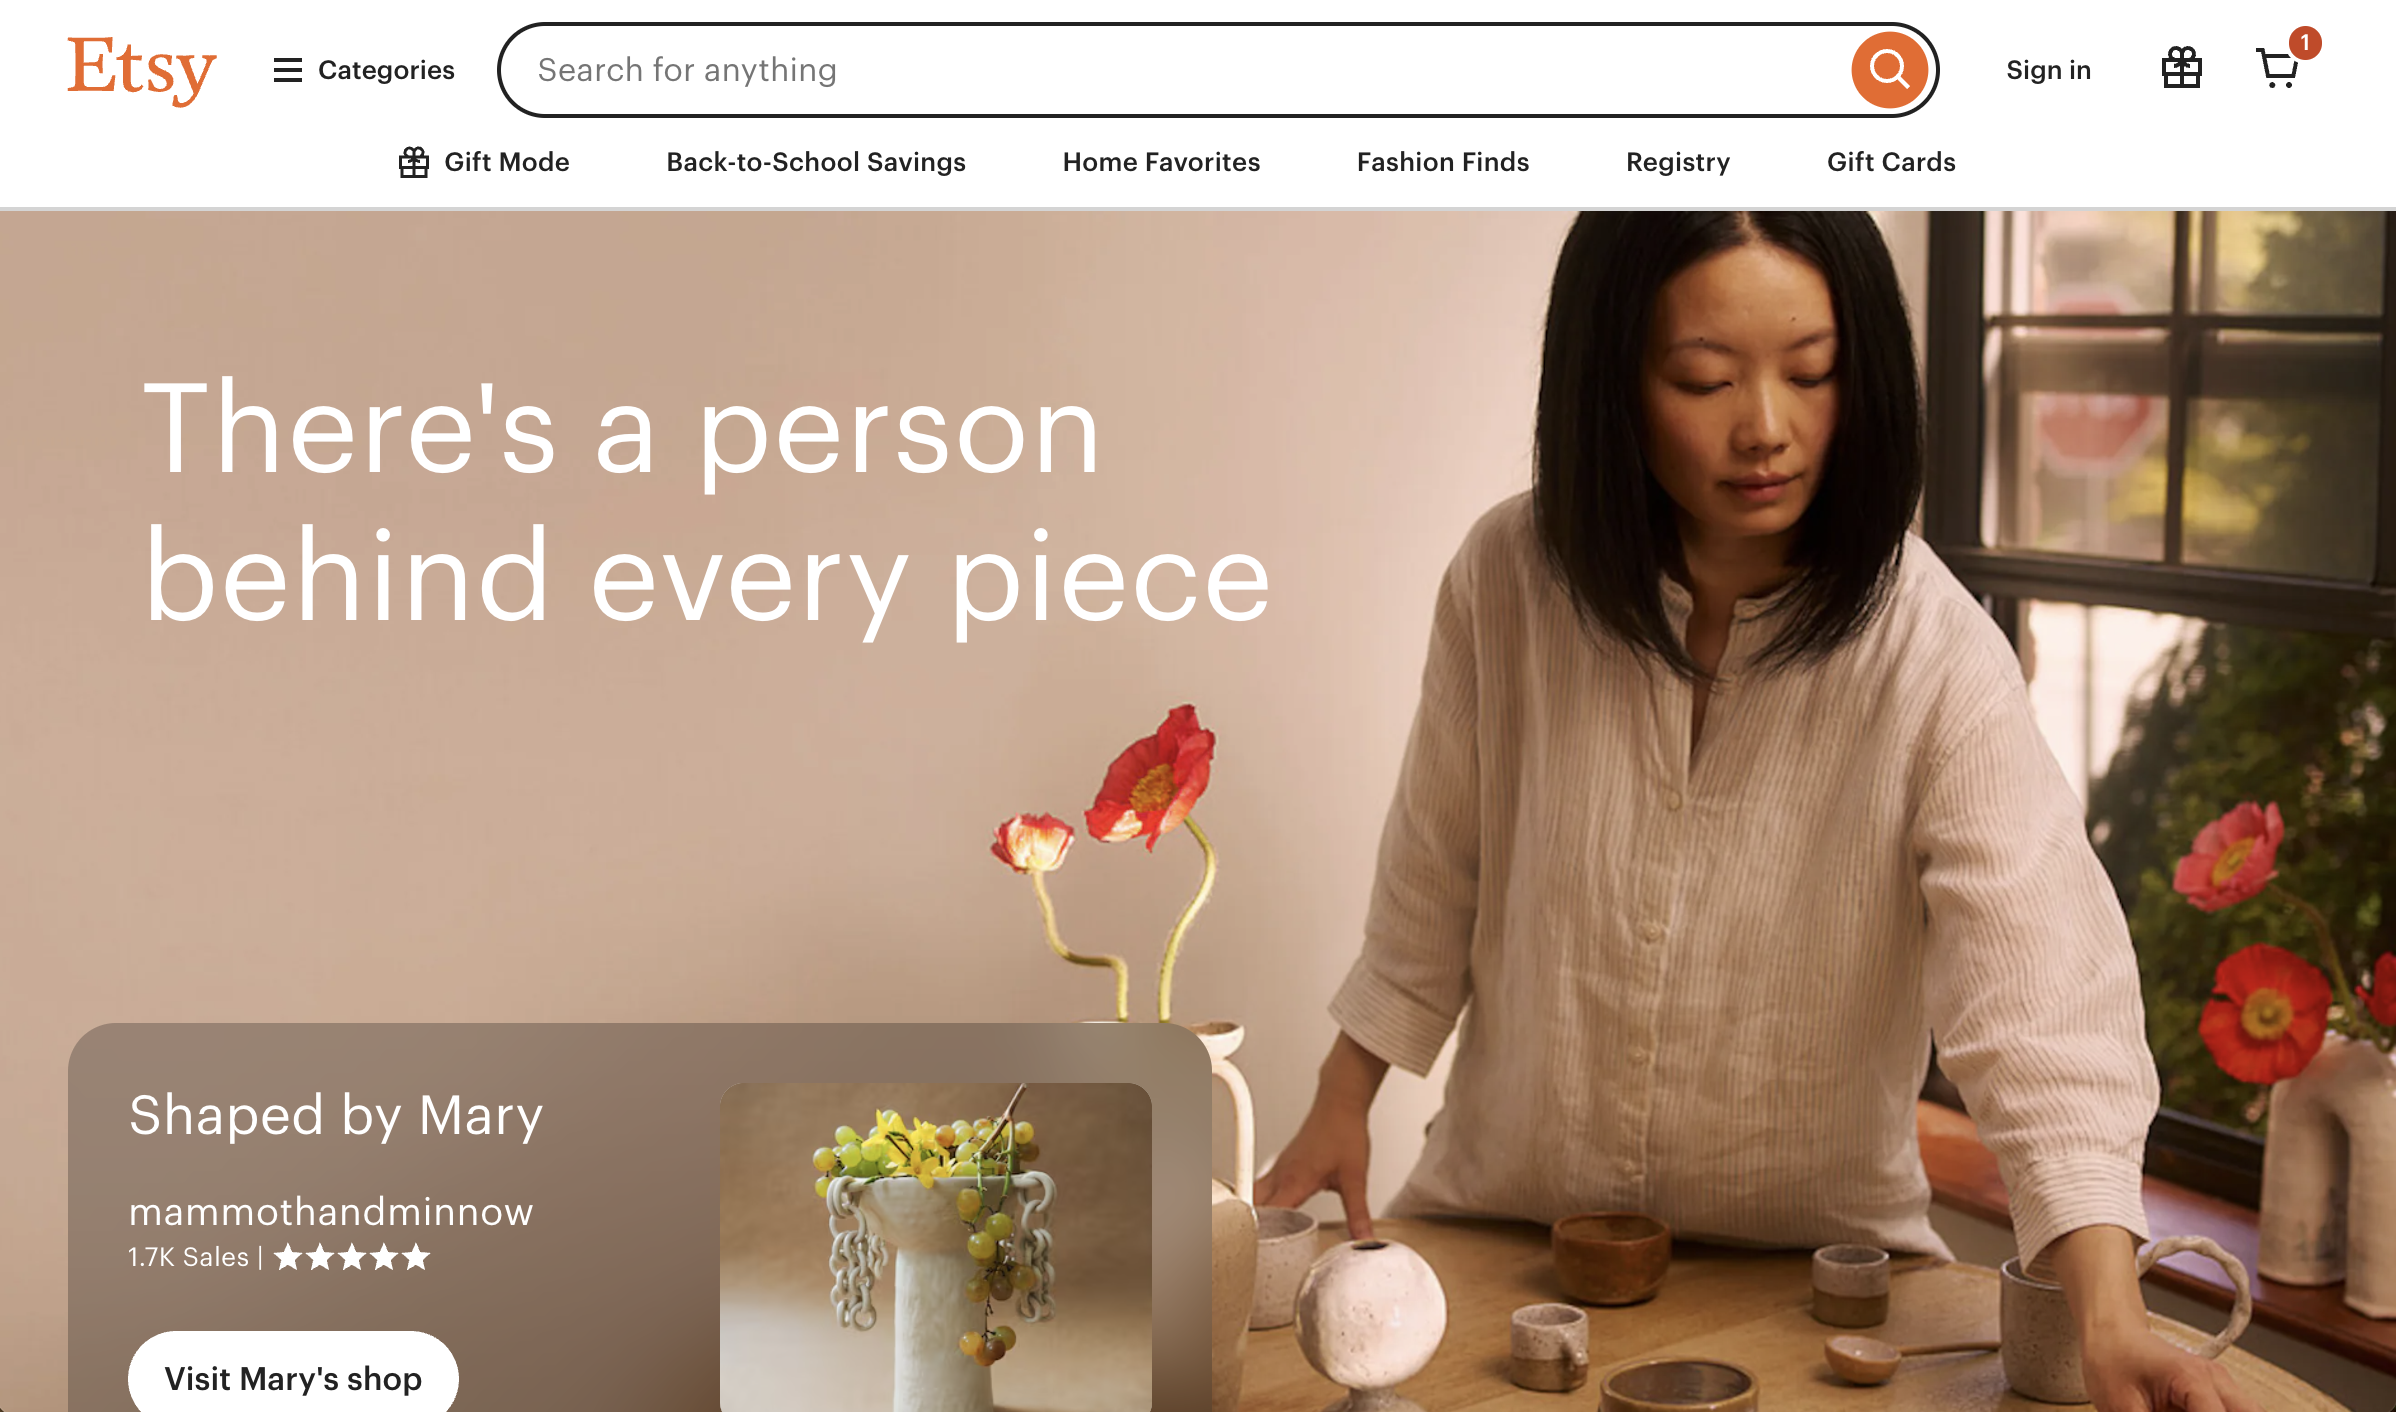 Etsy
Categories
Search for anything
Sign in
1
Gift Mode
Back-to-School Savings
Home Favorites
Fashion Finds
Registry
Gift Cards
There's a person
behind every piece
Shaped by Mary
mammothandminnow
1.7K Sales | ★★★★★
Visit Mary's shop